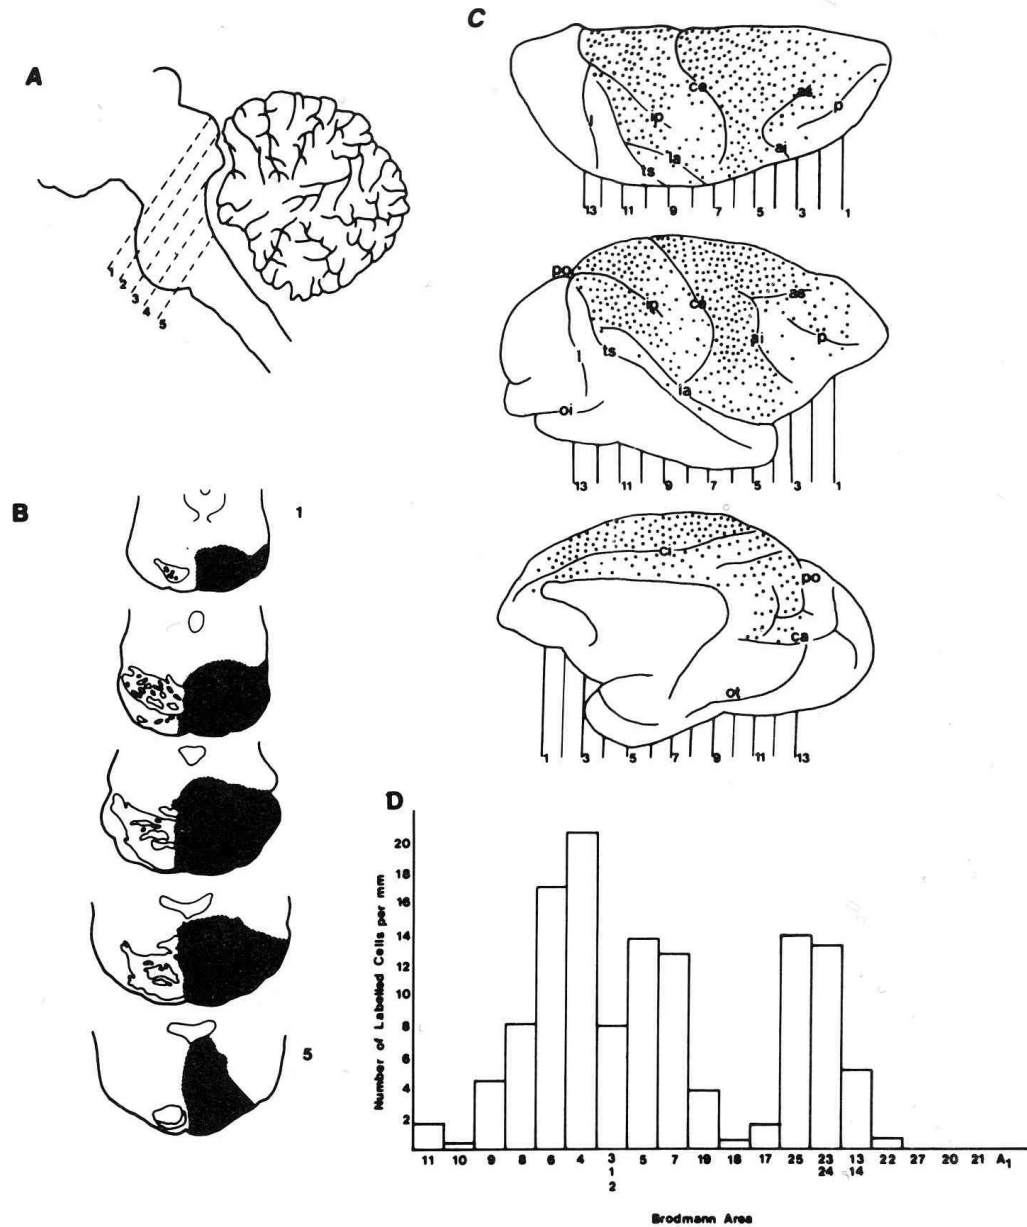 A
1
2
3
4
5
B
1
5
C
ce
as
ip
p
l
la
ai
ts
13 11 9 7 5 3 1
po
as
ip
ce
ai
p
l
ts
ia
oi
13 11 9 7 5 3 1
ci
po
ca
ot
1 3 5 7 9 11 13
D
Number of Labelled Cells per mm
20
18
16
14
12
10
8
6
4
2
11 10 9 8 6 4 3 5 7 19 18 17 25 23 13 22 27 20 21 A1
1 24 14
2
Brodmann Area